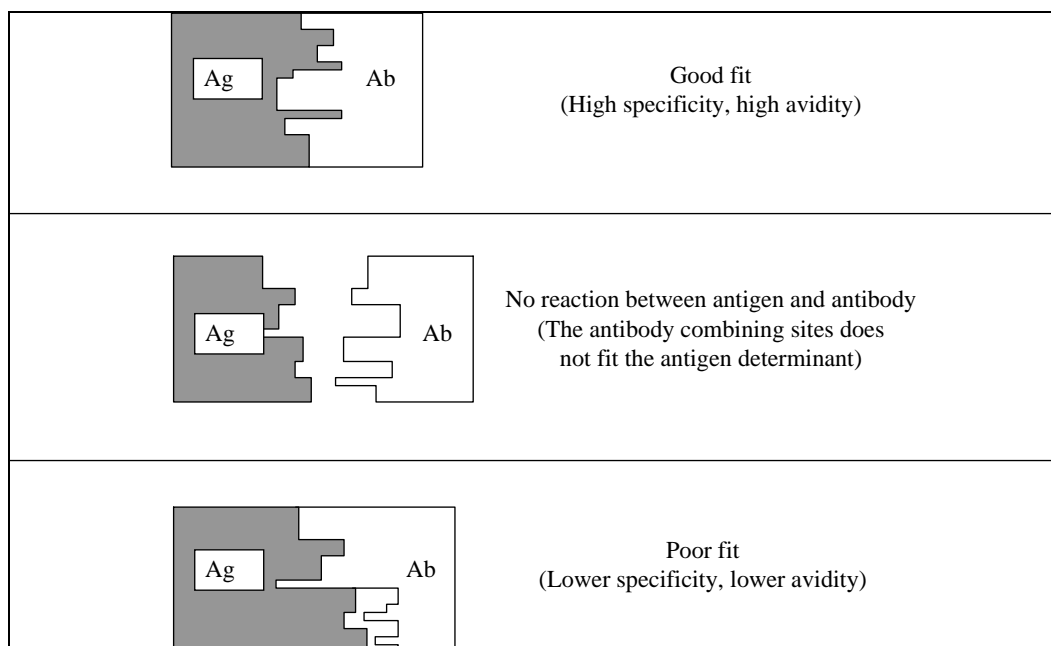 Ag
Ab
Good fit
(High specificity, high avidity)
Ag
Ab
No reaction between antigen and antibody
(The antibody combining sites does
not fit the antigen determinant)
Ag
Ab
Poor fit
(Lower specificity, lower avidity)